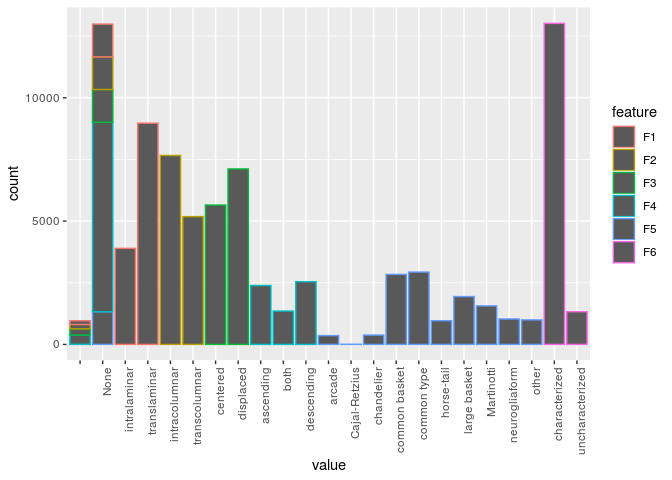 10000
5000
0
count
None
intralaminar
translaminar
intracolumnar
transcolumnar
centered
displaced
ascending
both
descending
arcade
Cajal-Retzius
chandelier
common basket
common type
horse-tail
large basket
Martinotti
neurogliaform
other
characterized
uncharacterized
value
feature
F1
F2
F3
F4
F5
F6